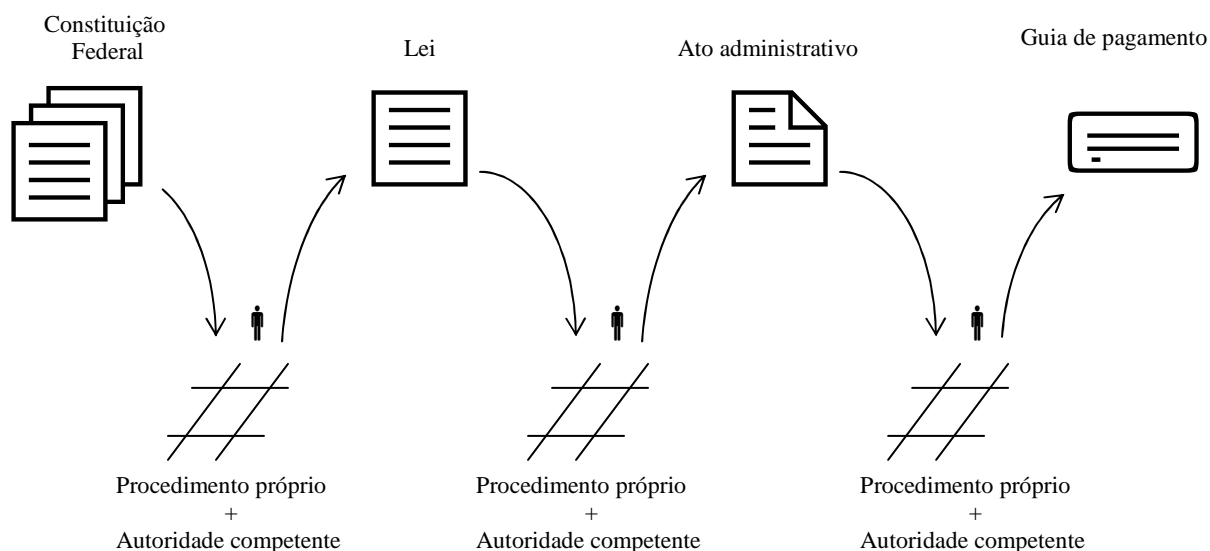 Constituição
Federal
Lei
Ato administrativo
Guia de pagamento
Procedimento próprio
+
Autoridade competente
Procedimento próprio
+
Autoridade competente
Procedimento próprio
+
Autoridade competente